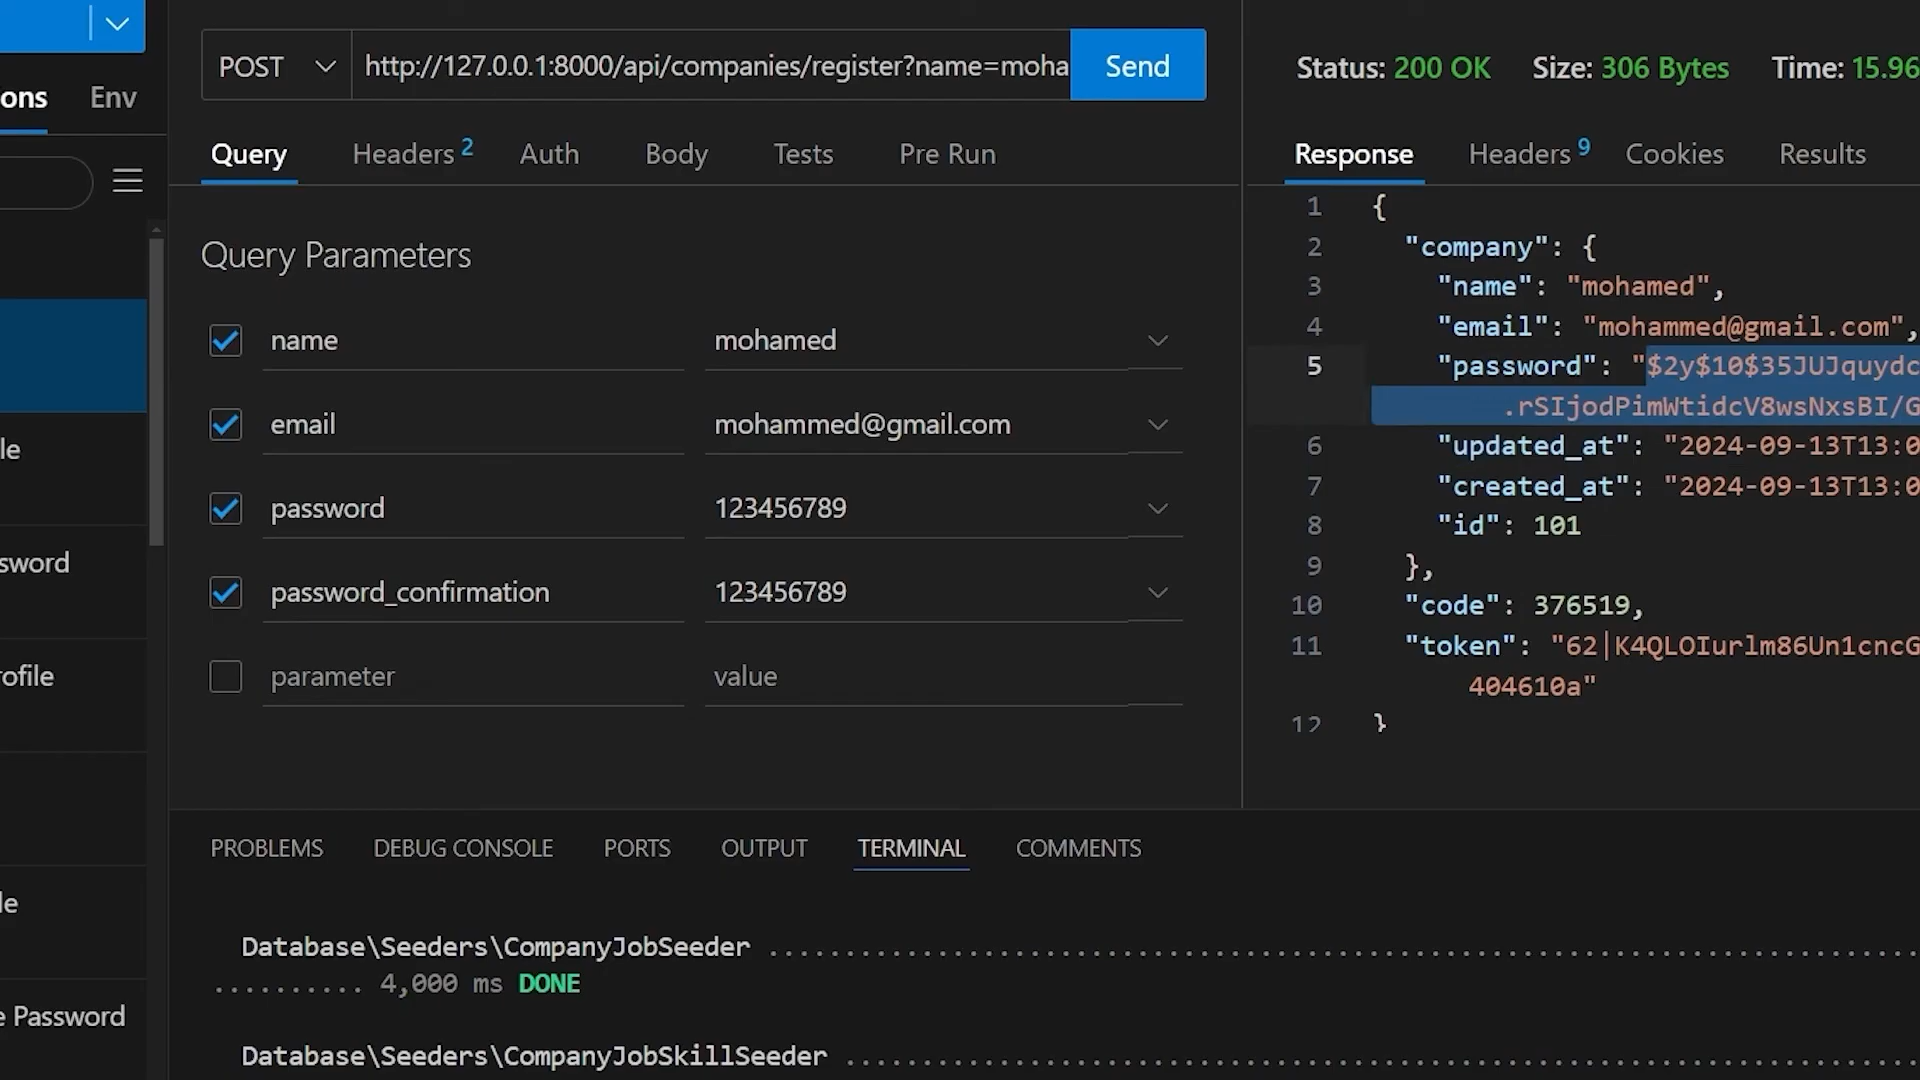 POST
http://127.0.0.1:8000/api/companies/register?name=moha
Send
Status: 200 OK Size: 306 Bytes Time: 15.96
ons Env
Query Headers 2 Auth Body Tests Pre Run
Response Headers 9 Cookies Results
Query Parameters
name mohamed
email mohammed@gmail.com
password 123456789
password_confirmation 123456789
parameter value
1 {
2 "company": {
3 "name": "mohamed",
4 "email": "mohammed@gmail.com",
5 "password": "$2y$10$35JUJquydc
.rSIjodPimWtidcV8wsNxsBI/G
6 "updated_at": "2024-09-13T13:0
7 "created_at": "2024-09-13T13:0
8 "id": 101
9 },
10 "code": 376519,
11 "token": "62|K4QLOIurlm86Un1cncG
404610a"
12 }
le
sword
rofile
le
e Password
PROBLEMS DEBUG CONSOLE PORTS OUTPUT TERMINAL COMMENTS
Database\Seeders\CompanyJobSeeder ..............................................
.......... 4,000 ms DONE
Database\Seeders\CompanyJobSkillSeeder ..........................................